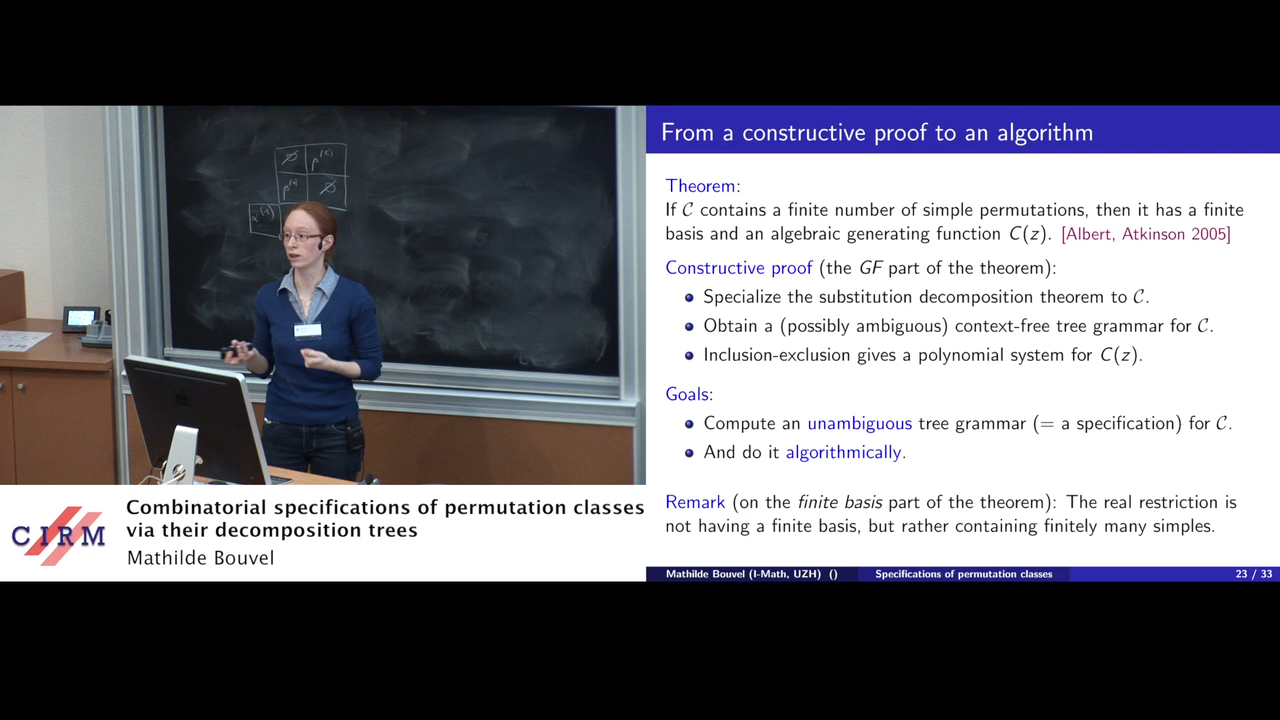 From a constructive proof to an algorithm
Theorem:
If C contains a finite number of simple permutations, then it has a finite
basis and an algebraic generating function C(z). [Albert, Atkinson 2005]
Constructive proof (the GF part of the theorem):
Specialize the substitution decomposition theorem to C.
Obtain a (possibly ambiguous) context-free tree grammar for C.
Inclusion-exclusion gives a polynomial system for C(z).
Goals:
Compute an unambiguous tree grammar (= a specification) for C.
And do it algorithmically.
Remark (on the finite basis part of the theorem): The real restriction is
not having a finite basis, but rather containing finitely many simples.
Mathilde Bouvel (I-Math, UZH) () Specifications of permutation classes 23 / 33
CIRM
Combinatorial specifications of permutation classes
via their decomposition trees
Mathilde Bouvel